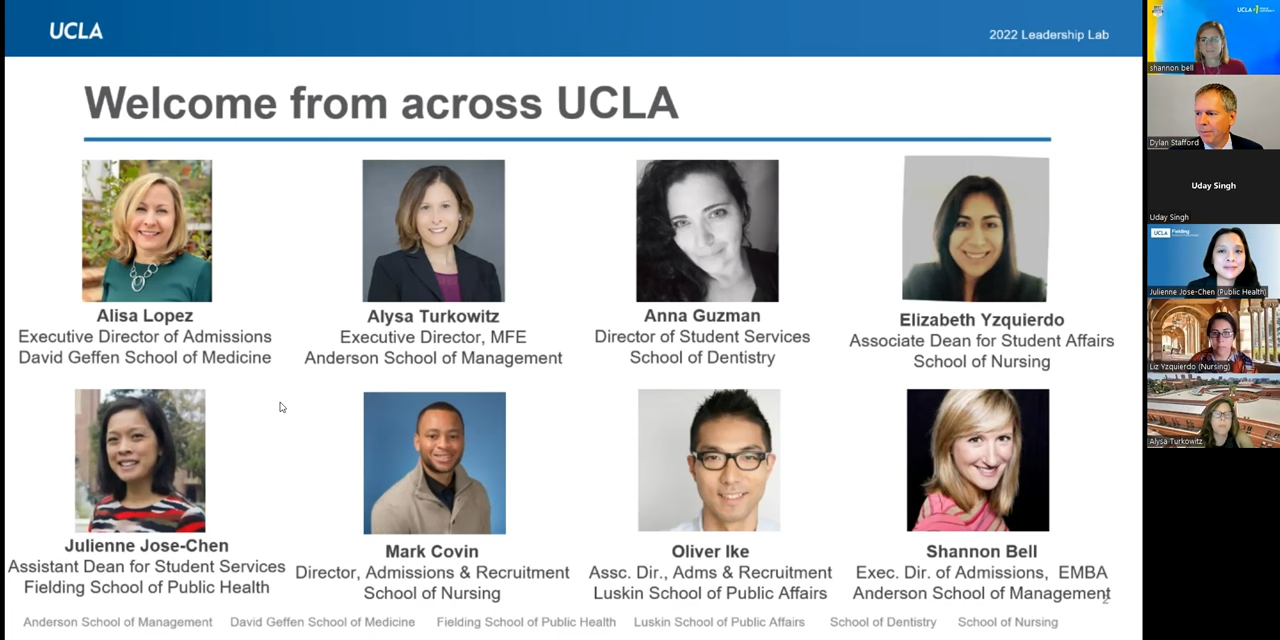 UCLA
2022 Leadership Lab
Welcome from across UCLA
Alisa Lopez
Executive Director of Admissions
David Geffen School of Medicine
Alysa Turkowitz
Executive Director, MFE
Anderson School of Management
Anna Guzman
Director of Student Services
School of Dentistry
Elizabeth Yzquierdo
Associate Dean for Student Affairs
School of Nursing
Julienne Jose-Chen
Assistant Dean for Student Services
Fielding School of Public Health
Mark Covin
Director, Admissions & Recruitment
School of Nursing
Oliver Ike
Assc. Dir., Adms & Recruitment
Luskin School of Public Affairs
Shannon Bell
Exec. Dir. of Admissions, EMBA
Anderson School of Management
2
Anderson School of Management
David Geffen School of Medicine
Fielding School of Public Health
Luskin School of Public Affairs
School of Dentistry
School of Nursing
UCLA
shannon bell
Dylan Stafford
Uday Singh
Uday Singh
UCLA Fielding
Julienne Jose-Chen (Public Health)
Liz Yzquierdo (Nursing)
Alysa Turkowitz